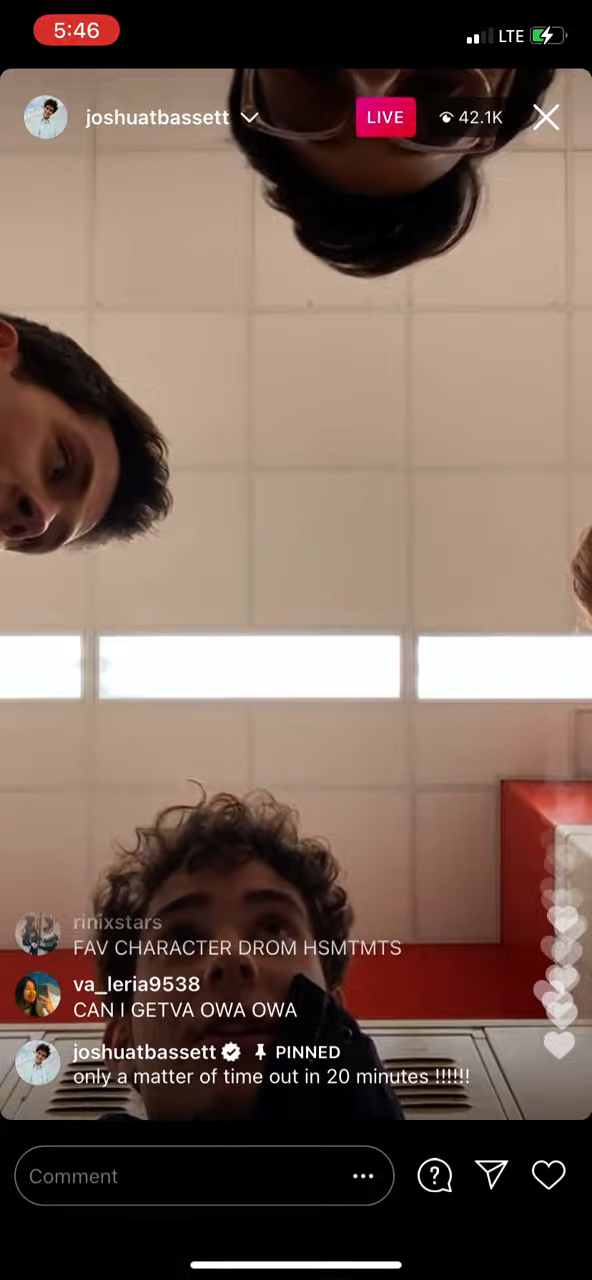 5:46
LTE
joshuatbassett
LIVE
42.1K
rinixstars
FAV CHARACTER DROM HSMTMTS
va_leria9538
CAN I GETVA OWA OWA
joshuatbassett PINNED
only a matter of time out in 20 minutes !!!!!!
Comment